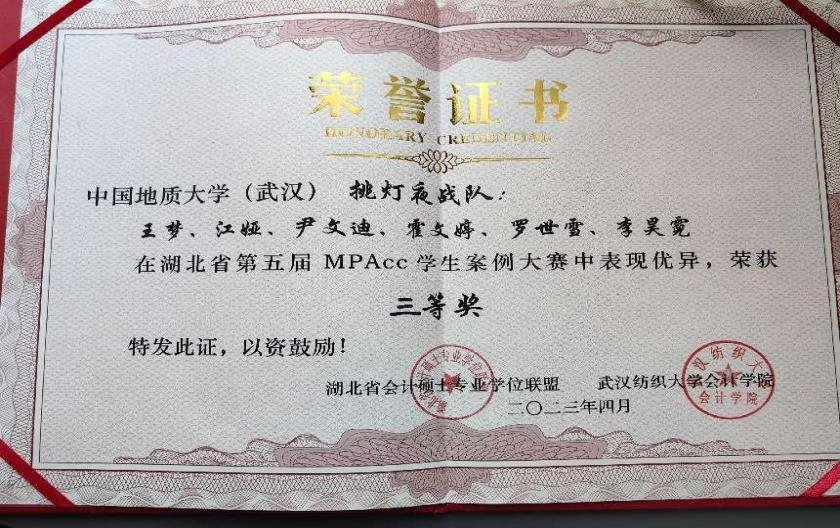 荣誉证书
HONORARY CREDENTIAL
中国地质大学（武汉） 挑灯夜战队：
王梦、江娅、尹文迪、霍文婷、罗世雪、李昊霓
在湖北省第五届 MPAcc 学生案例大赛中表现优异，荣获
三等奖
特发此证，以资鼓励！
湖北省会计硕士专业学位联盟 武汉纺织大学会计学院
二〇二三年四月
会计学院